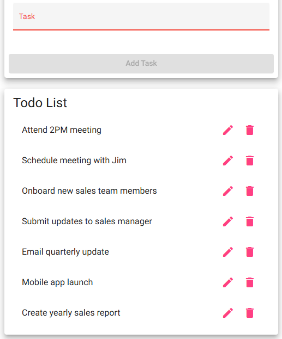 Task
Add Task
Todo List
Attend 2PM meeting
Schedule meeting with Jim
Onboard new sales team members
Submit updates to sales manager
Email quarterly update
Mobile app launch
Create yearly sales report